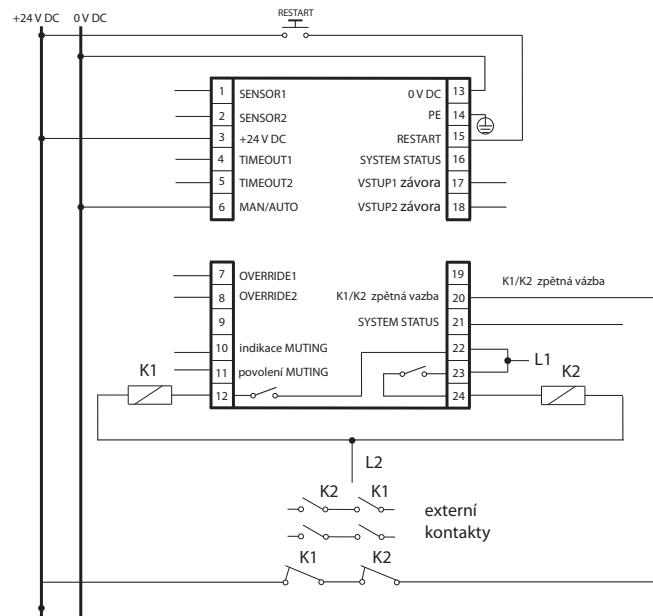 RESTART
+24 V DC 0 V DC
1 SENSOR1 0 V DC 13
2 SENSOR2 PE 14
3 +24 V DC RESTART 15
4 TIMEOUT1 SYSTEM STATUS 16
5 TIMEOUT2 VSTUP1 závora 17
6 MAN/AUTO VSTUP2 závora 18
7 OVERRIDE1 19
K1/K2 zpětná vázba
8 OVERRIDE2 K1/K2 zpětná vazba 20
9 SYSTEM STATUS 21
10 indikace MUTING 22
L1
K1 11 povolení MUTING 23 K2
12 24
L2
K2 K1
externí
kontakty
K1 K2